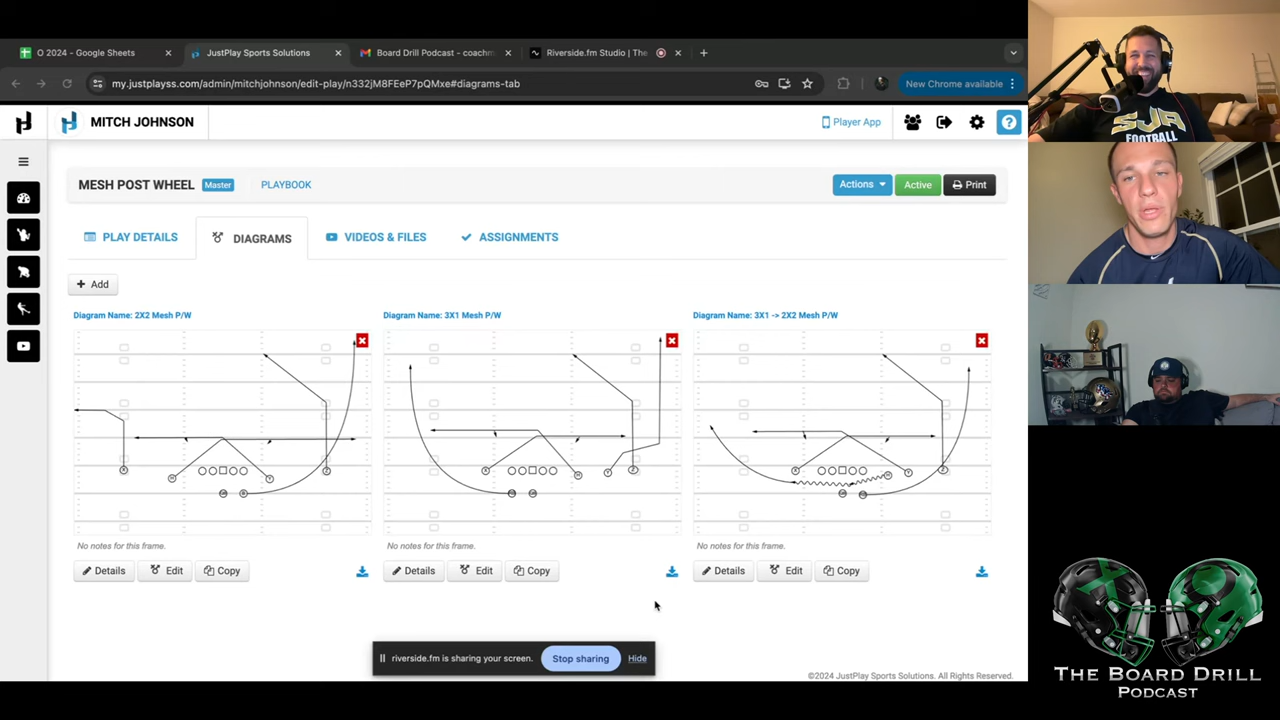 O 2024 - Google Sheets
JustPlay Sports Solutions
Board Drill Podcast - coachm
Riverside.fm Studio | The
my.justplayss.com/admin/mitchjohnson/edit-play/n332jM8FEeP7pQMxe#diagrams-tab
New Chrome available
MITCH JOHNSON
Player App
MESH POST WHEEL
Master
PLAYBOOK
Actions
Active
Print
PLAY DETAILS
DIAGRAMS
VIDEOS & FILES
ASSIGNMENTS
+ Add
Diagram Name: 2X2 Mesh P/W
Diagram Name: 3X1 Mesh P/W
Diagram Name: 3X1 -> 2X2 Mesh P/W
No notes for this frame.
No notes for this frame.
No notes for this frame.
Details
Edit
Copy
Details
Edit
Copy
Details
Edit
Copy
riverside.fm is sharing your screen.
Stop sharing
Hide
©2024 JustPlay Sports Solutions. All Rights Reserved.
SJA
FOOTBALL
THE BOARD DRILL
PODCAST